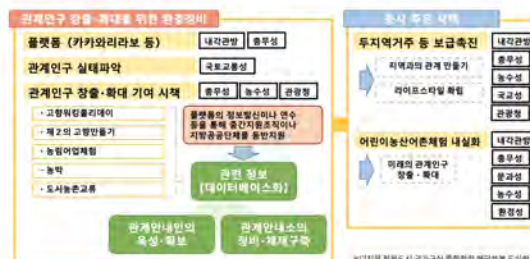 관계인구 창출·확대를 위한 환경정비
플랫폼 (카카와리라보 등)
내각관방
총무성
관계인구 실태파악
국토교통성
관계인구 창출·확대 기여 시책
총무성
농수성
관광청
· 고향워킹홀리데이
· 제2의 고향만들기
· 농림어업체험
· 농박
· 도시농촌교류
플랫폼의 정보발신이나 연수
등을 통해 중간지원조직이나
지방공공단체를 동반지원
관련 정보
[데이터베이스화]
관계안내인의
육성·확보
관계안내소의
정비·체재구축
두지역거주 등 보급촉진
지역과의 관계 만들기
라이프스타일 확립
내각관방
총무성
농수성
국교성
관광청
어린이농산어촌체험 내실화
미래의 관계인구
창출·확대
내각관방
총무성
문과성
농수성
환경성